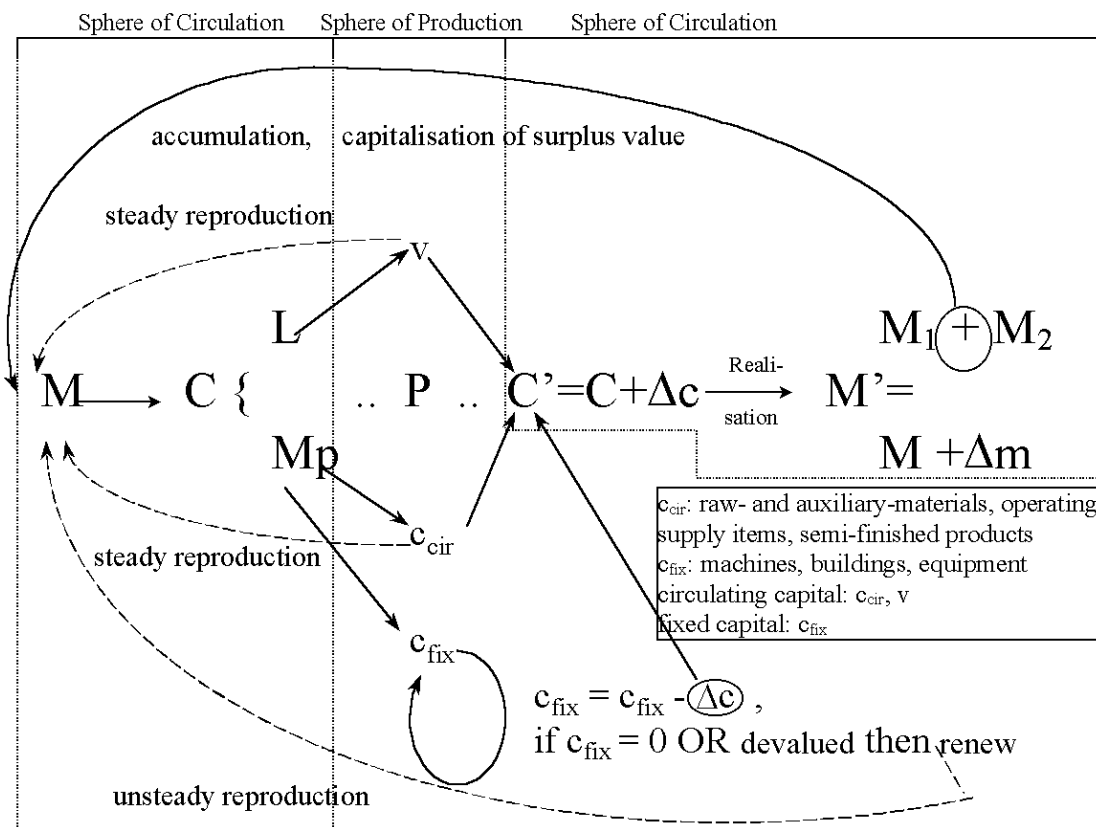 Sphere of Circulation Sphere of Production Sphere of Circulation
accumulation, capitalisation of surplus value
steady reproduction
v
L
M₁ + M₂
M C { .. P .. C’=C+Δc Reali-sation M’=
Mp
M +Δm
c_cir: raw- and auxiliary-materials, operating
supply items, semi-finished products
c_fix: machines, buildings, equipment
circulating capital: c_cir, v
fixed capital: c_fix
c_cir
steady reproduction
c_fix
c_fix = c_fix -Δc ,
if c_fix = 0 OR devalued then renew
unsteady reproduction